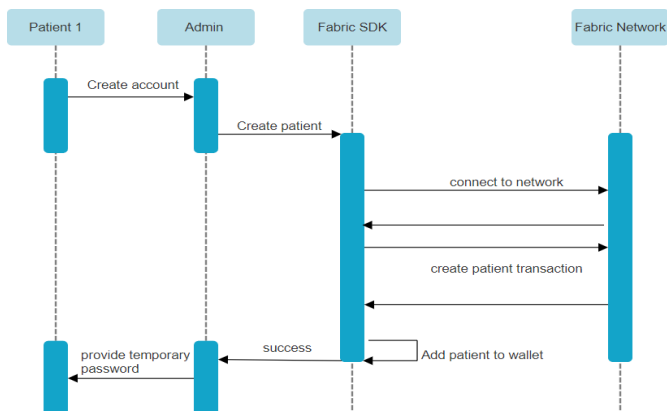 Patient 1
Admin
Fabric SDK
Fabric Network
Create account
Create patient
connect to network
create patient transaction
success
Add patient to wallet
provide temporary
password